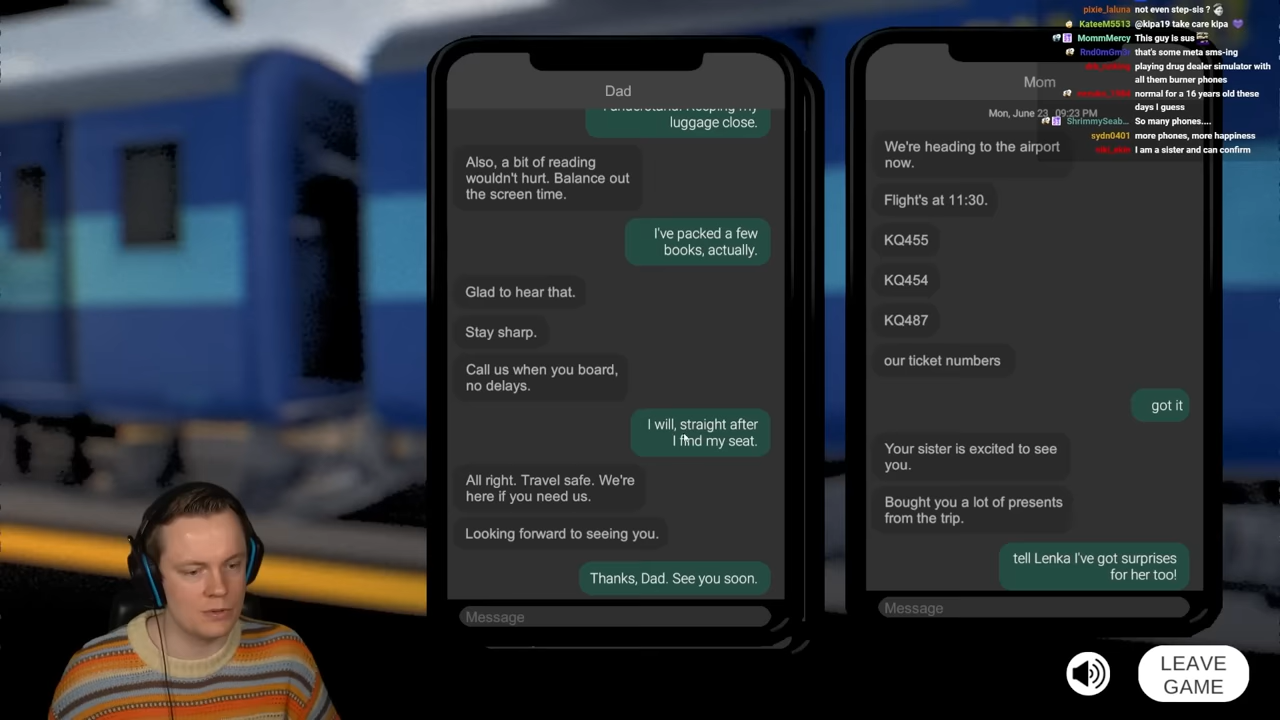 Dad
I understand. Keeping my
luggage close.
Also, a bit of reading
wouldn't hurt. Balance out
the screen time.
I've packed a few
books, actually.
Glad to hear that.
Stay sharp.
Call us when you board,
no delays.
I will, straight after
I find my seat.
All right. Travel safe. We're
here if you need us.
Looking forward to seeing you.
Thanks, Dad. See you soon.
Message
Mom
Mon, June 23 09:23 PM
We're heading to the airport
now.
Flight's at 11:30.
KQ455
KQ454
KQ487
our ticket numbers
got it
Your sister is excited to see
you.
Bought you a lot of presents
from the trip.
tell Lenka I've got surprises
for her too!
Message
pixie_laluna not even step-sis ?
KateeM5513 @kipa19 take care kipa
MommMercy This guy is sus
Rnd0mGm3r that's some meta sms-ing
playing drug dealer simulator with
all them burner phones
normal for a 16 years old these
days I guess
ShrimmySeab... So many phones....
sydn0401 more phones, more happiness
I am a sister and can confirm
LEAVE
GAME